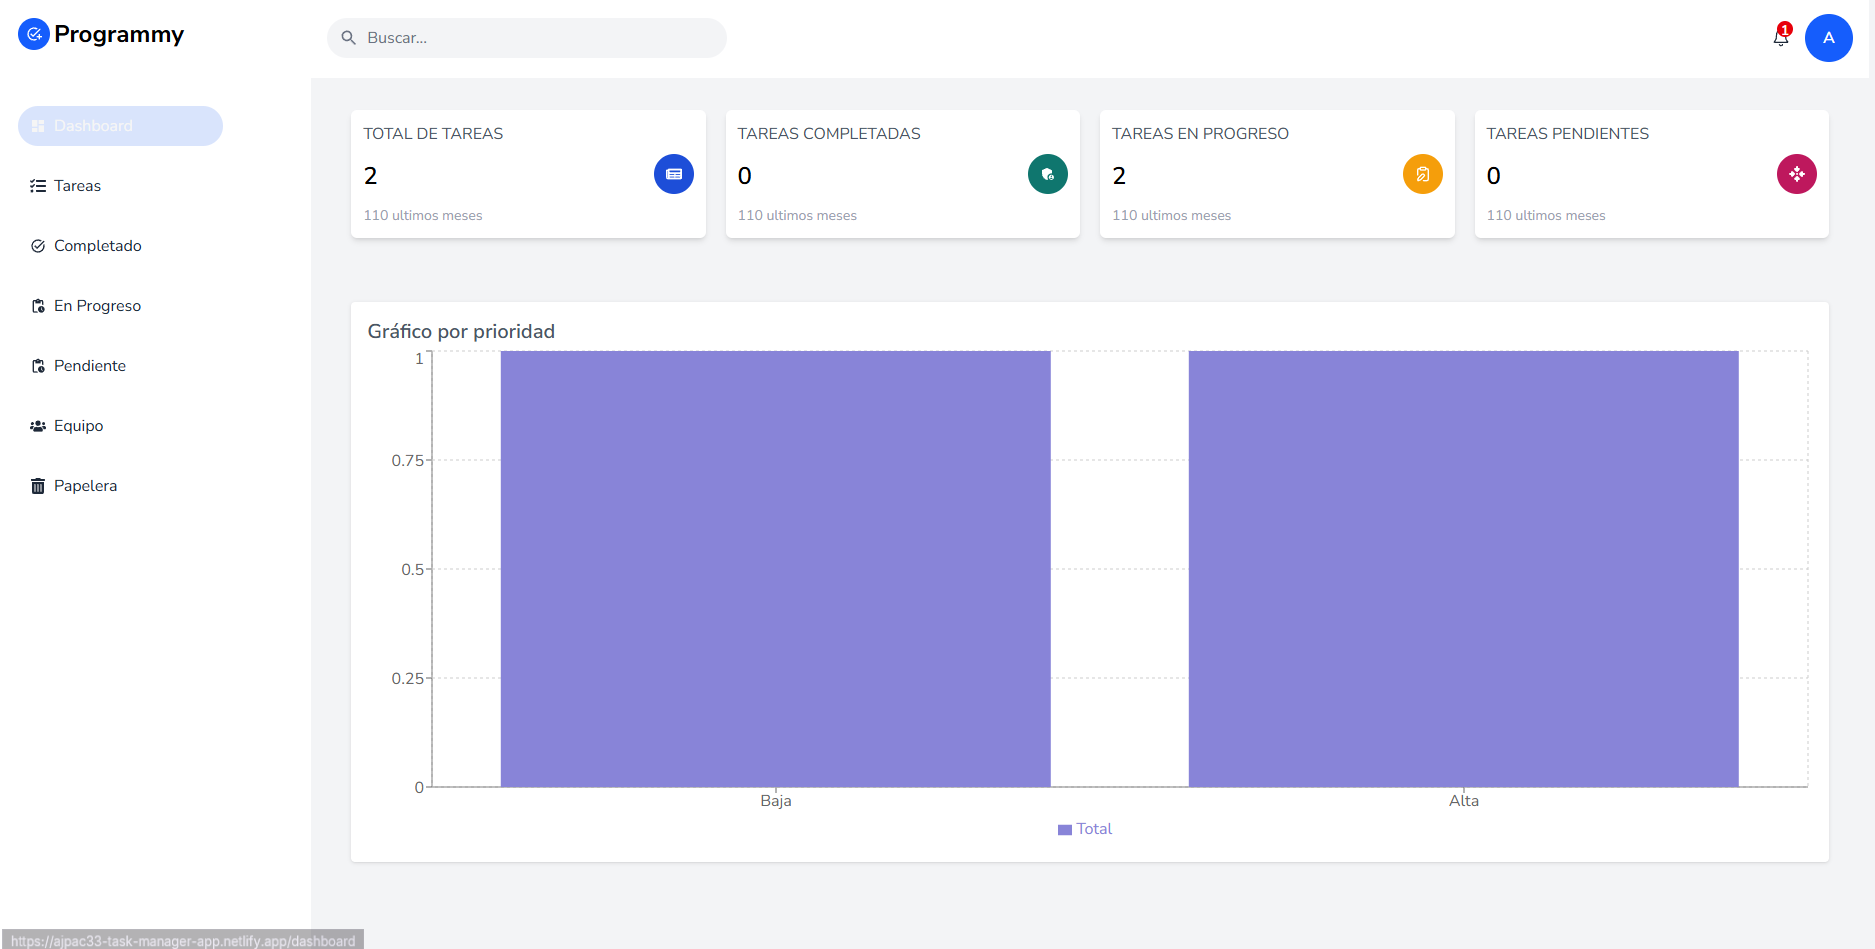 Programmy
Buscar...
1
A
Dashboard
Tareas
Completado
En Progreso
Pendiente
Equipo
Papelera
TOTAL DE TAREAS
2
110 ultimos meses
TAREAS COMPLETADAS
0
110 ultimos meses
TAREAS EN PROGRESO
2
110 ultimos meses
TAREAS PENDIENTES
0
110 ultimos meses
Gráfico por prioridad
1
0.75
0.5
0.25
0
Baja
Alta
Total
https://ajpac33-task-manager-app.netlify.app/dashboard